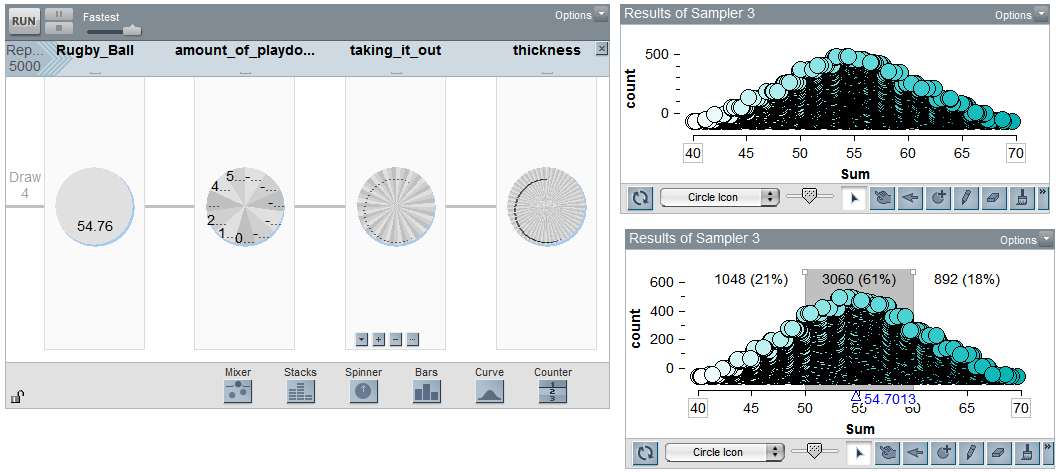 RUN
Fastest
Options
Rep...
5000
Rugby_Ball
amount_of_playdo...
taking_it_out
thickness
Draw
4
54.76
5
4
2
1
0
Mixer
Stacks
Spinner
Bars
Curve
Counter
1
2
3
Results of Sampler 3
Options
500
0
count
40
45
50
55
60
65
70
Sum
Circle Icon
Results of Sampler 3
Options
1048 (21%)
3060 (61%)
892 (18%)
600
400
200
0
count
54.7013
40
45
50
55
60
65
70
Sum
Circle Icon